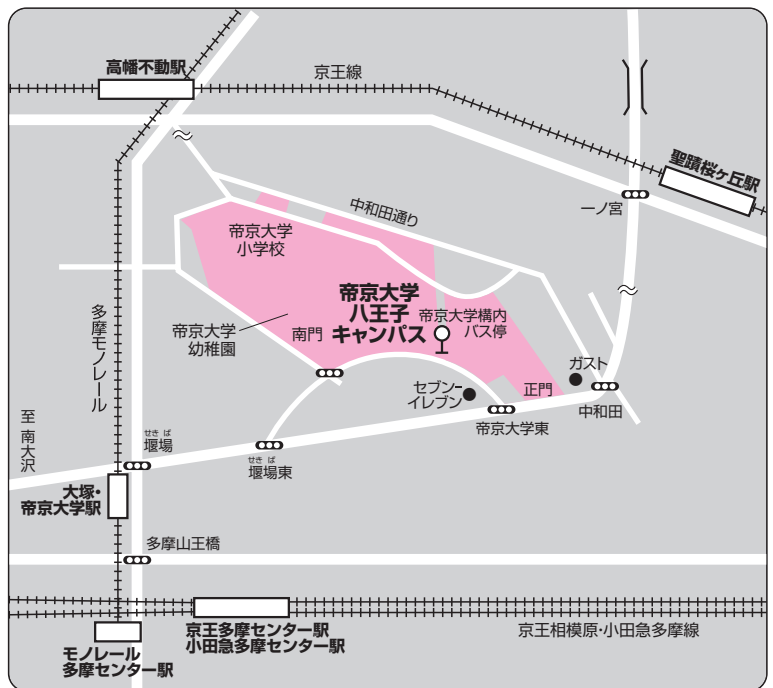 高幡不動駅
京王線
聖蹟桜ヶ丘駅
一ノ宮
中和田通り
帝京大学
小学校
帝京大学
八王子
キャンパス
帝京大学構内
バス停
帝京大学
幼稚園
南門
多摩モノレール
ガスト
セブン-
イレブン
正門
中和田
帝京大学東
至 南大沢
せき ば
堰場
せき ば
堰場東
大塚・
帝京大学駅
多摩山王橋
京王多摩センター駅
小田急多摩センター駅
京王相模原・小田急多摩線
モノレール
多摩センター駅